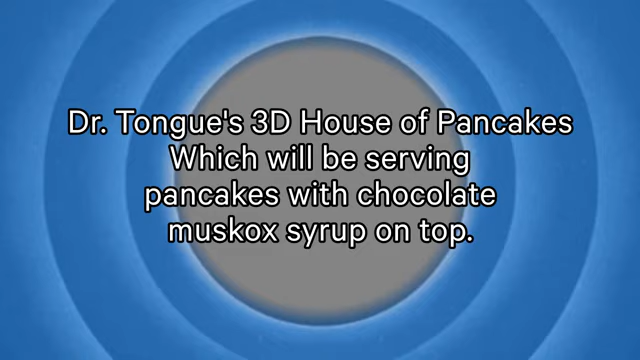 Dr. Tongue's 3D House of Pancakes
Which will be serving
pancakes with chocolate
muskox syrup on top.